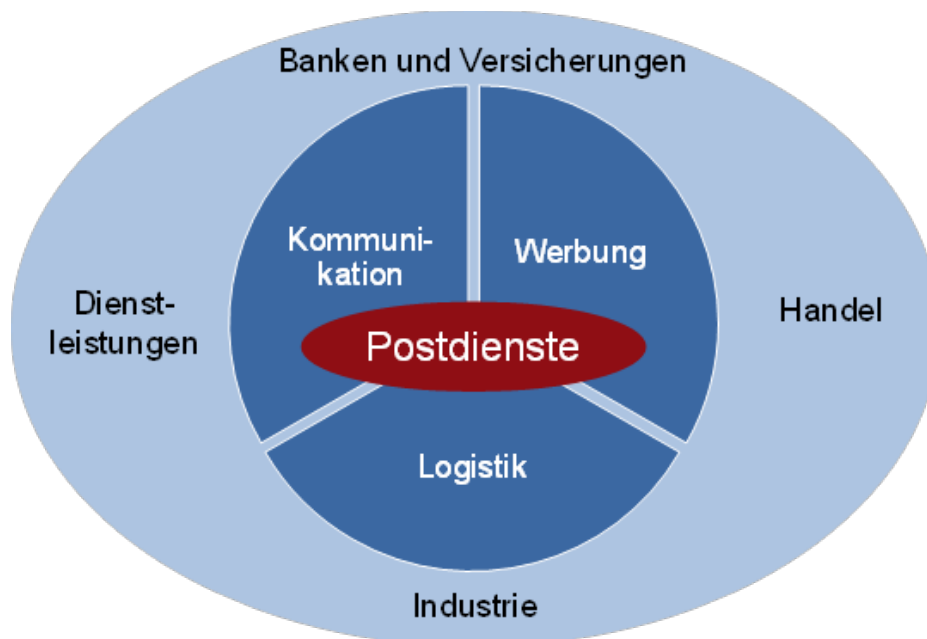 Banken und Versicherungen
Kommuni-
kation
Werbung
Dienst-
leistungen
Handel
Postdienste
Logistik
Industrie